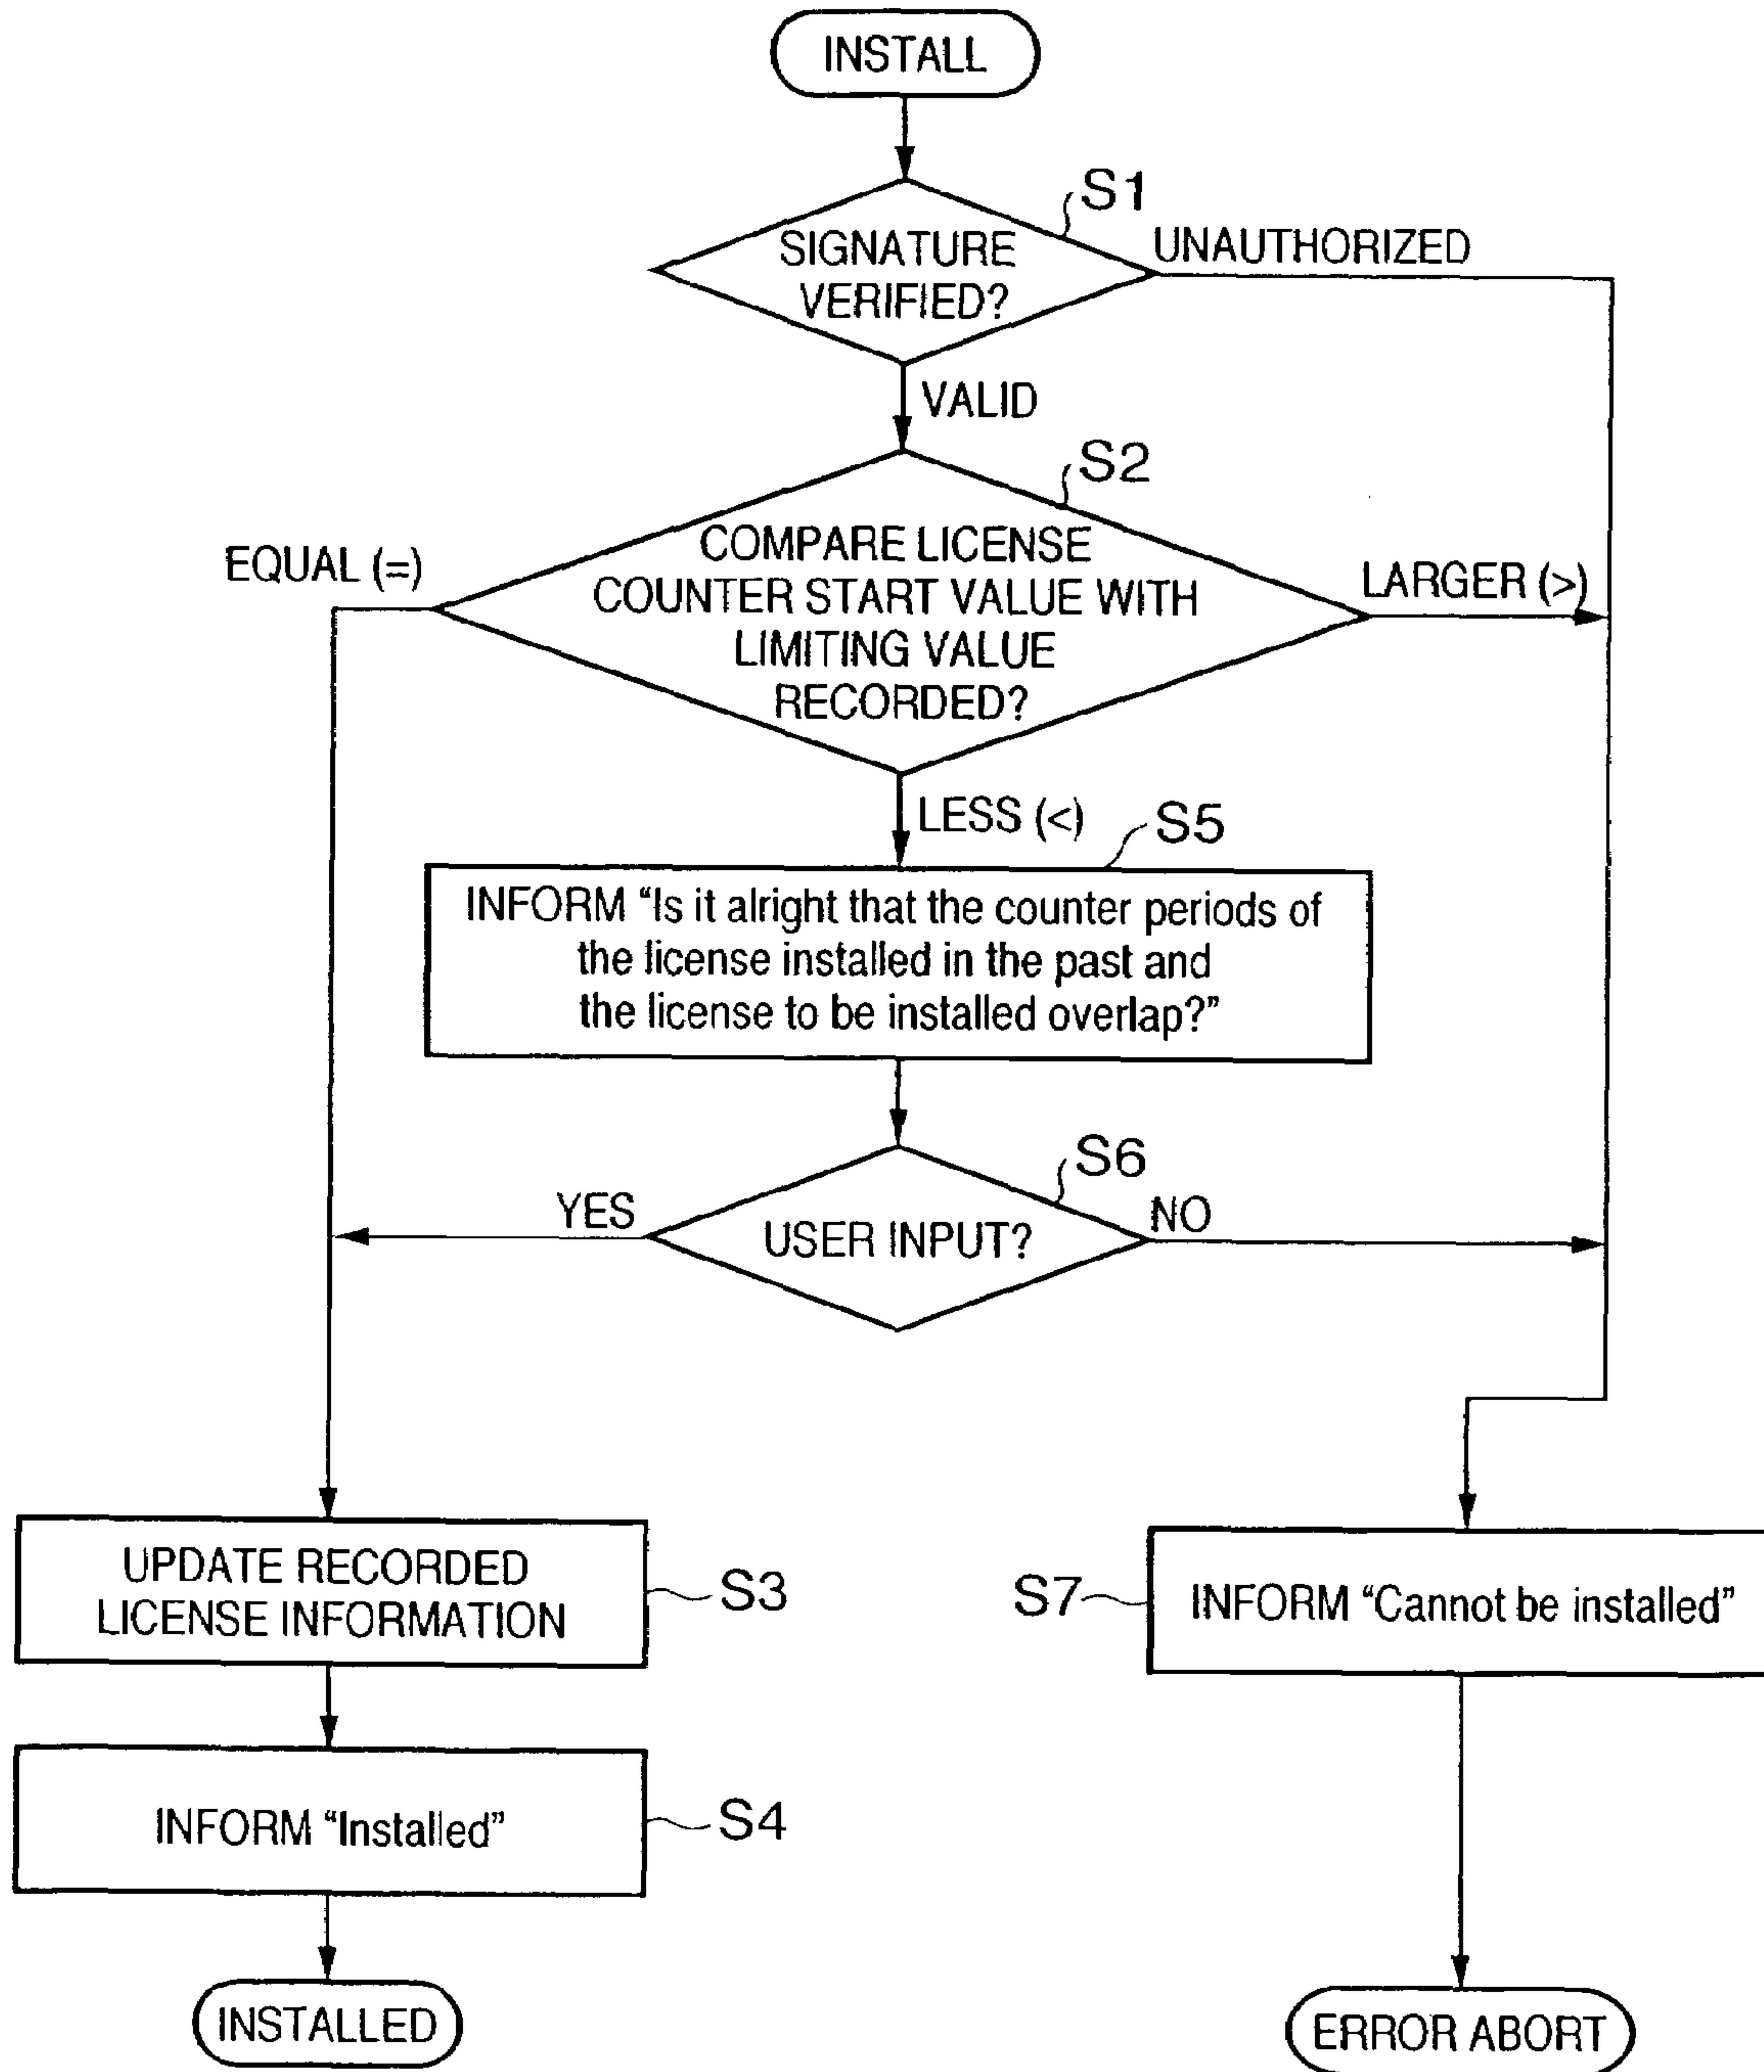 INSTALL
S1
SIGNATURE
VERIFIED?
UNAUTHORIZED
VALID
S2
COMPARE LICENSE
COUNTER START VALUE WITH
LIMITING VALUE
RECORDED?
EQUAL (=)
LARGER (>)
LESS (<)
S5
INFORM “Is it alright that the counter periods of
the license installed in the past and
the license to be installed overlap?”
S6
YES
USER INPUT?
NO
UPDATE RECORDED
LICENSE INFORMATION
S3
S7
INFORM “Cannot be installed”
INFORM “Installed”
S4
INSTALLED
ERROR ABORT